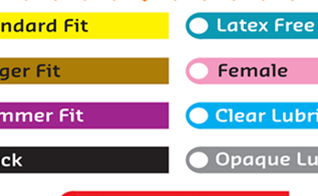 ndard Fit
ger Fit
mmer Fit
ck
Latex Free
Female
Clear Lubri
Opaque Lu